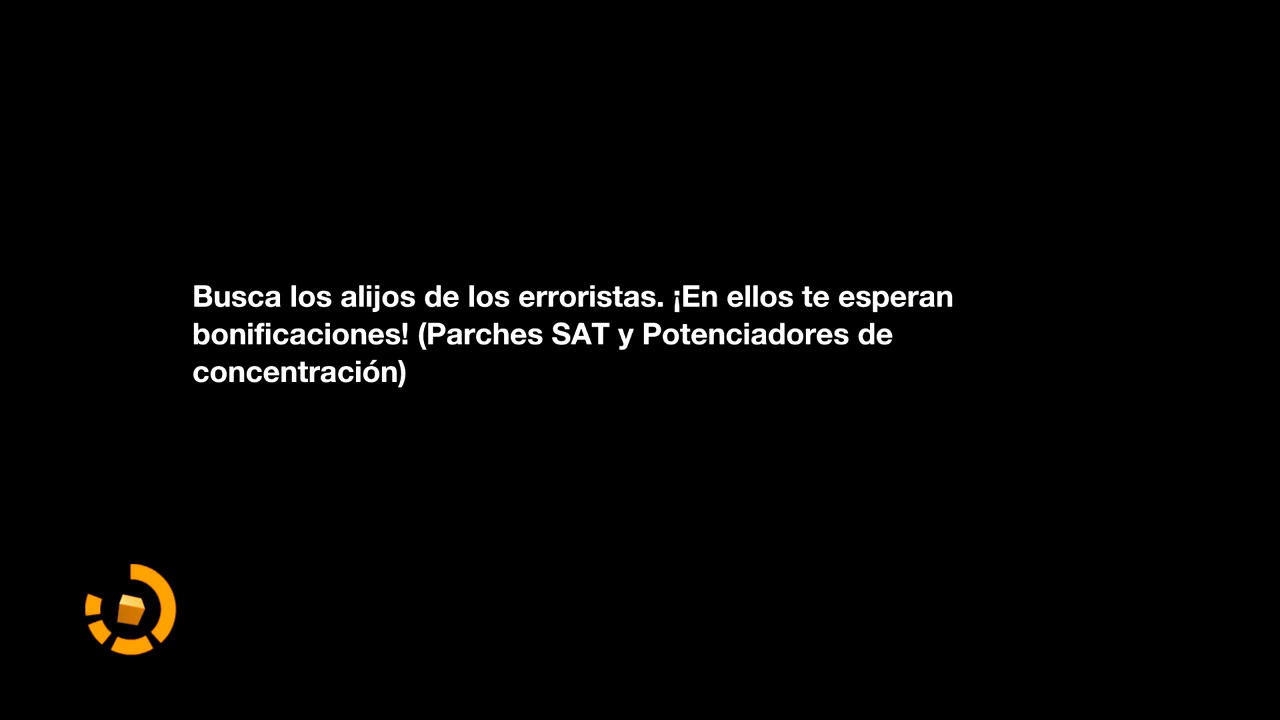 Busca los alijos de los erroristas. ¡En ellos te esperan
bonificaciones! (Parches SAT y Potenciadores de
concentración)